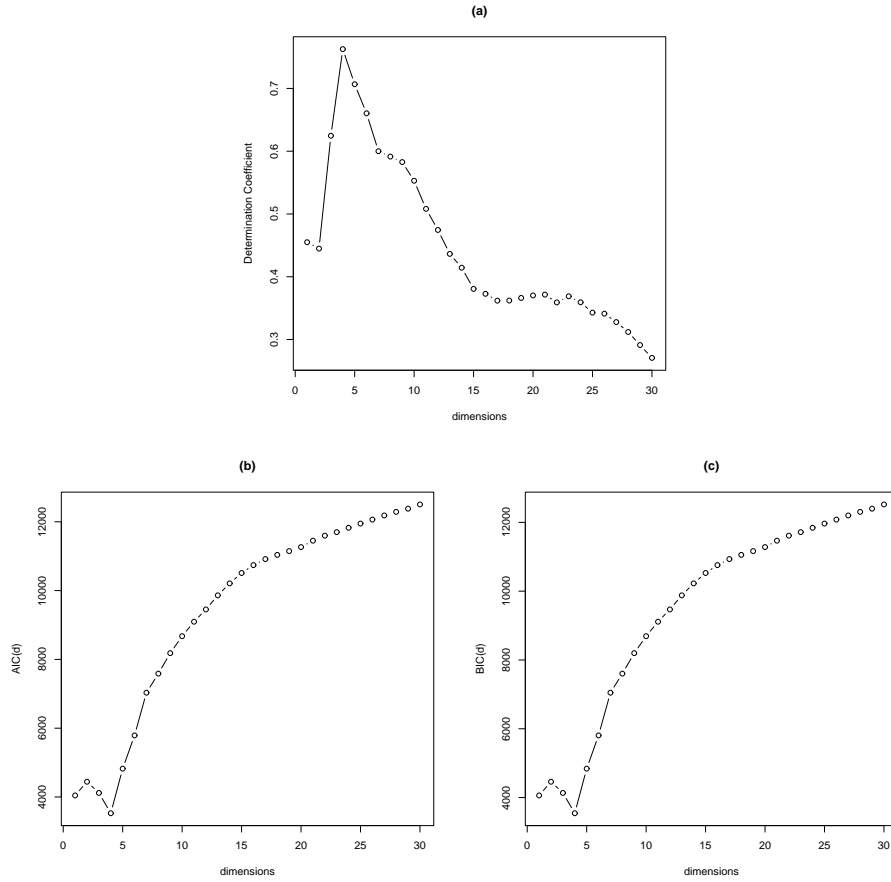 (a)
Determination Coefficient
0.7
0.6
0.5
0.4
0.3
0 5 10 15 20 25 30
dimensions
(b)
AIC(d)
12000
10000
8000
6000
4000
0 5 10 15 20 25 30
dimensions
(c)
BIC(d)
12000
10000
8000
6000
4000
0 5 10 15 20 25 30
dimensions